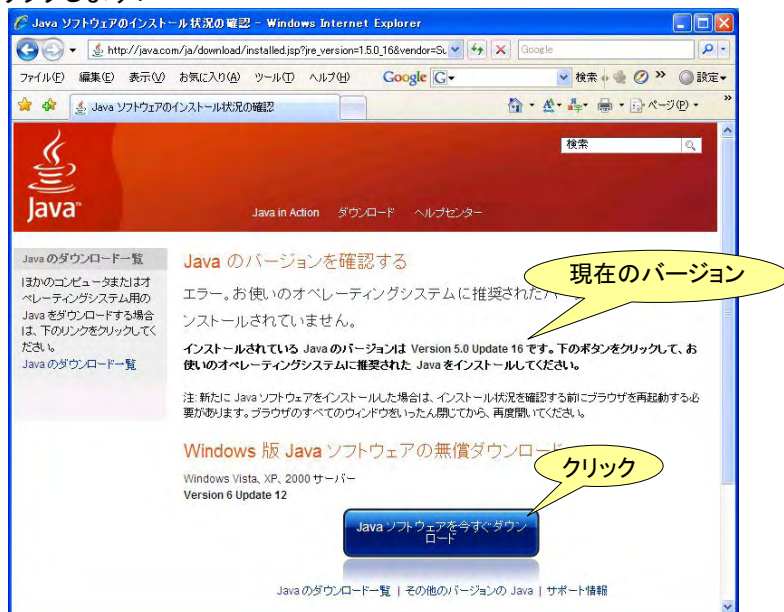 クリックします。
Java ソフトウェアのインストール状況の確認 - Windows Internet Explorer
http://java.com/ja/download/installed.jsp?jre_version=1.5.0_16&vendor=Su
Google
ファイル(F) 編集(E) 表示(V) お気に入り(A) ツール(T) ヘルプ(H) Google G 検索 設定
Java ソフトウェアのインストール状況の確認 ページ(P)
検索
Java
Java in Action ダウンロード ヘルプセンター
Java のダウンロード一覧
ほかのコンピュータまたはオ
ペレーティングシステム用の
Java をダウンロードする場合
は、下のリンクをクリックしてく
ださい。
Java のダウンロード一覧
Java のバージョンを確認する
現在のバージョン
エラー。お使いのオペレーティングシステムに推奨された
ンストールされていません。
インストールされている Java のバージョンは Version 5.0 Update 16 です。下のボタンをクリックして、お
使いのオペレーティングシステムに推奨された Java をインストールしてください。
注: 新たに Java ソフトウェアをインストールした場合は、インストール状況を確認する前にブラウザを再起動する必
要があります。ブラウザのすべてのウィンドウをいったん閉じてから、再度開いてください。
Windows 版 Java ソフトウェアの無償ダウンロード
クリック
Windows Vista、XP、2000 サーバー
Version 6 Update 12
Java ソフトウェアを今すぐダウン
ロード
Java のダウンロード一覧 | その他のバージョンの Java | サポート情報